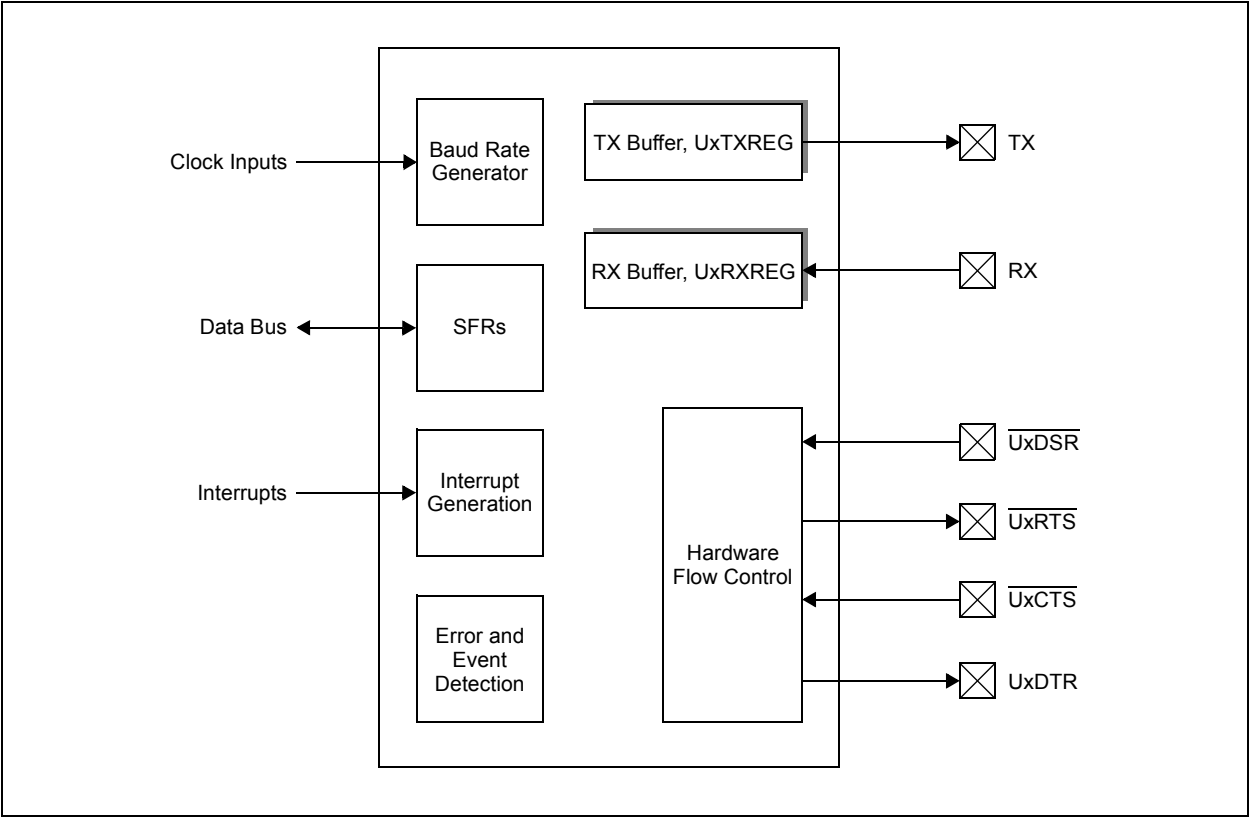 Clock Inputs
Baud Rate
Generator
TX Buffer, UxTXREG
TX
RX Buffer, UxRXREG
RX
Data Bus
SFRs
UxDSR
Interrupts
Interrupt
Generation
UxRTS
Hardware
Flow Control
UxCTS
Error and
Event
Detection
UxDTR